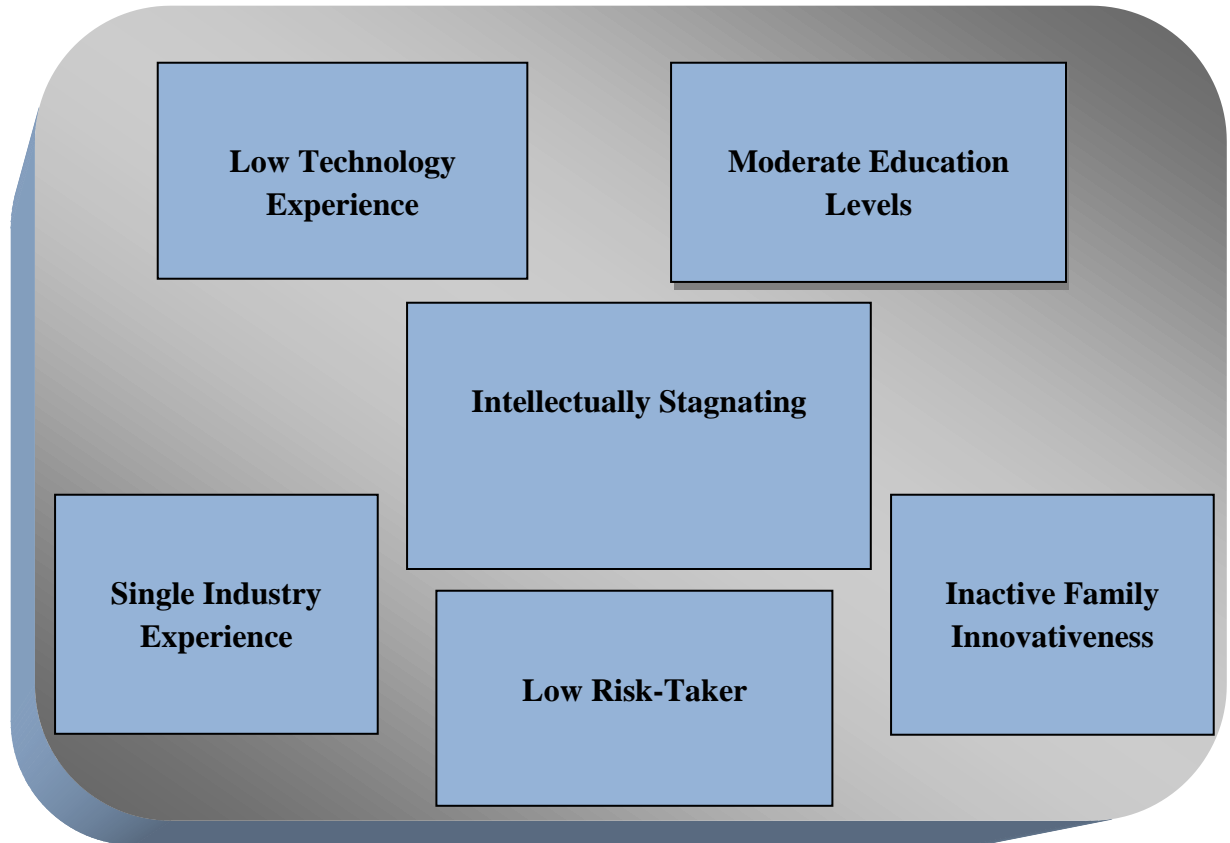 Low Technology
Experience
Moderate Education
Levels
Intellectually Stagnating
Single Industry
Experience
Low Risk-Taker
Inactive Family
Innovativeness